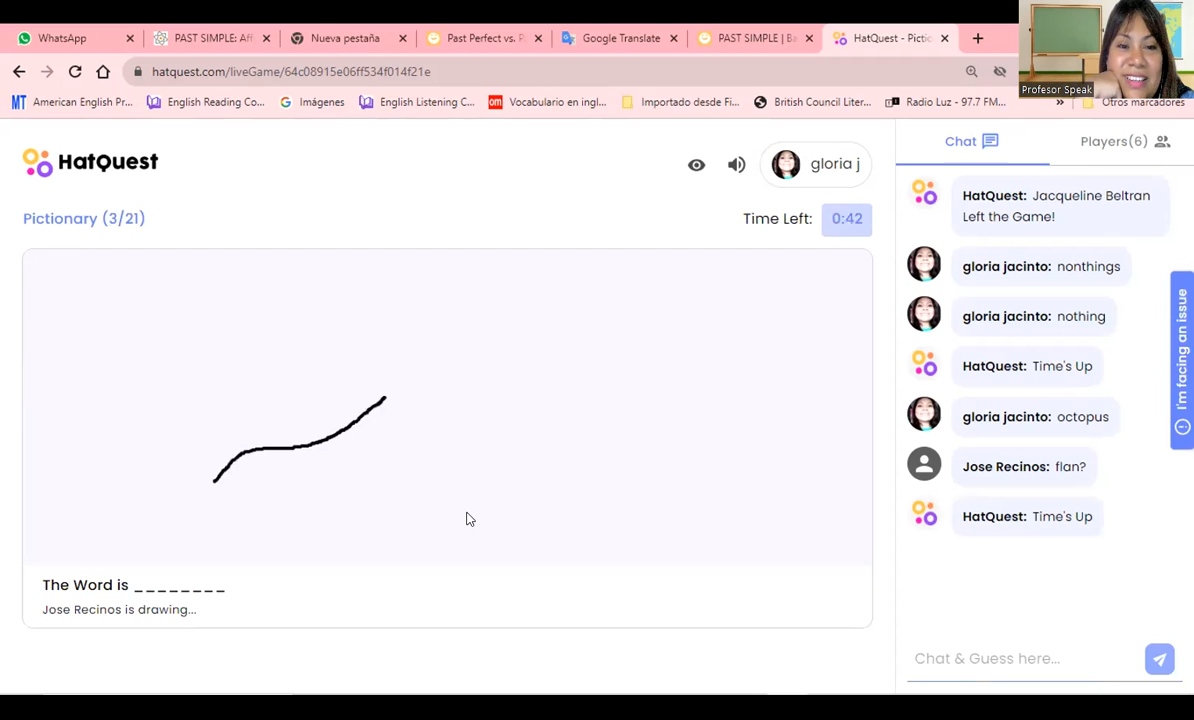 WhatsApp
PAST SIMPLE: Aff
Nueva pestaña
Past Perfect vs. P
Google Translate
PAST SIMPLE | Ba
HatQuest - Pictic
hatquest.com/liveGame/64c08915e06ff534f014f21e
Profesor Speak
MT American English Pr...
English Reading Co...
G Imágenes
English Listening C...
om Vocabulario en ingl...
Importado desde Fi...
British Council Liter...
Radio Luz - 97.7 FM...
»
Otros marcadores
HatQuest
gloria j
Pictionary (3/21)
Time Left: 0:42
The Word is _ _ _ _ _ _ _ _
Jose Recinos is drawing...
Chat
Players(6)
HatQuest: Jacqueline Beltran
Left the Game!
gloria jacinto: nonthings
gloria jacinto: nothing
HatQuest: Time's Up
gloria jacinto: octopus
Jose Recinos: flan?
HatQuest: Time's Up
Chat & Guess here...
I'm facing an issue